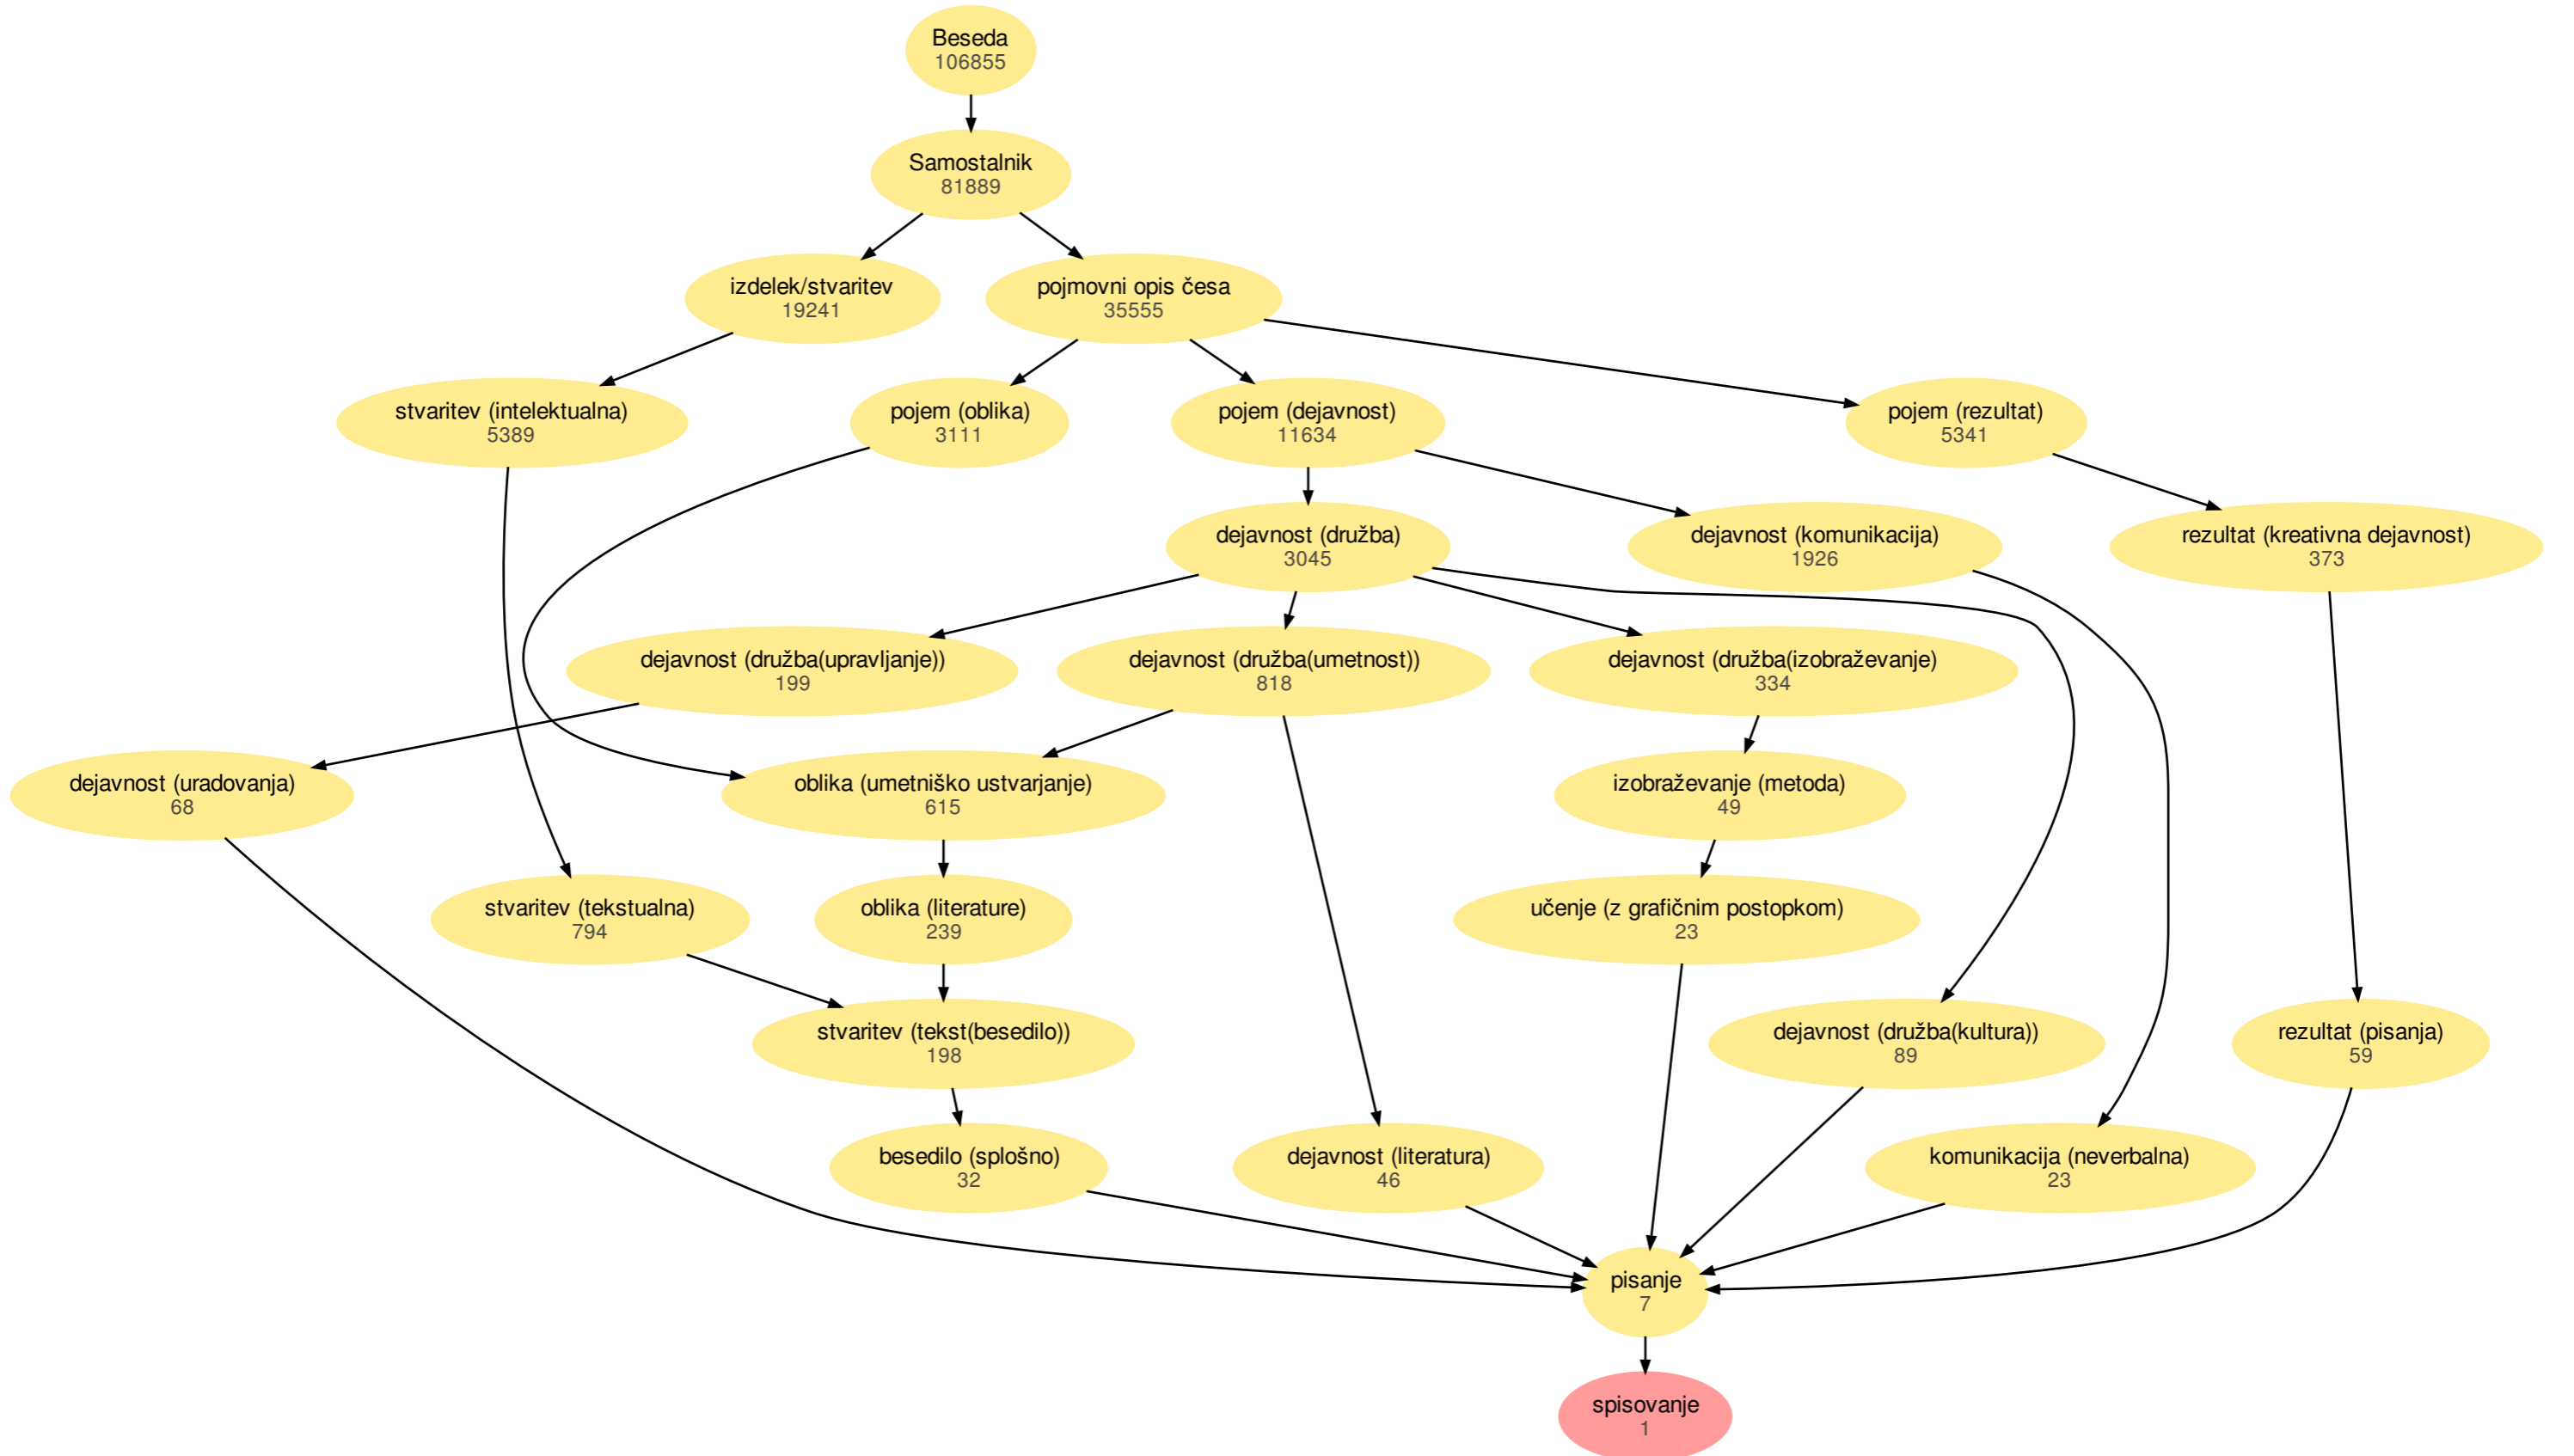 Beseda
106855
Samostalnik
81889
izdelek/stvaritev
19241
pojmovni opis česa
35555
stvaritev (intelektualna)
5389
pojem (oblika)
3111
pojem (dejavnost)
11634
pojem (rezultat)
5341
dejavnost (družba)
3045
dejavnost (komunikacija)
1926
rezultat (kreativna dejavnost)
373
dejavnost (družba(upravljanje))
199
dejavnost (družba(umetnost))
818
dejavnost (družba(izobraževanje)
334
dejavnost (uradovanja)
68
oblika (umetniško ustvarjanje)
615
izobraževanje (metoda)
49
stvaritev (tekstualna)
794
oblika (literature)
239
učenje (z grafičnim postopkom)
23
stvaritev (tekst(besedilo))
198
dejavnost (družba(kultura))
89
rezultat (pisanja)
59
besedilo (splošno)
32
dejavnost (literatura)
46
komunikacija (neverbalna)
23
pisanje
7
spisovanje
1